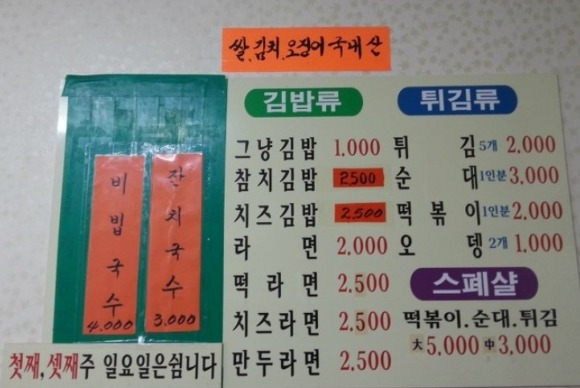 쌀.김치.오징어 국내산
비빔국수
4.000
잔치국수
3.000
첫째,셋째주 일요일은쉽니다
김밥류
그냥김밥 1.000
참치김밥 2,500
치즈김밥 2,500
라면 2.000
떡라면 2.500
치즈라면 2.500
만두라면 2.500
튀김류
튀김 5개 2.000
순대 1인분 3,000
떡볶이 1인분 2.000
오뎅 2개 1.000
스폐샬
떡볶이.순대.튀김
大5.000 中3,000